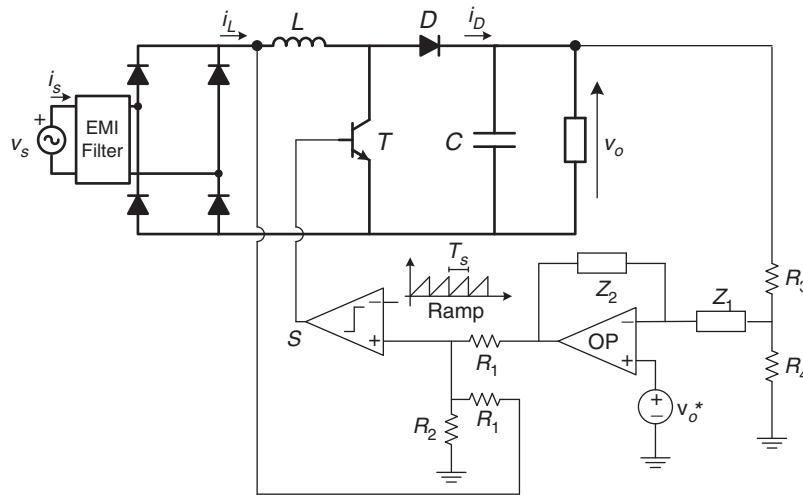 i_L L D i_D
i_s
+
v_s
EMI
Filter
T C v_o
T_s
Ramp
S
−
+
R_1
Z_2
Z_1
R_3
−
OP
+
R_4
R_2 R_1
+
−
v_o*